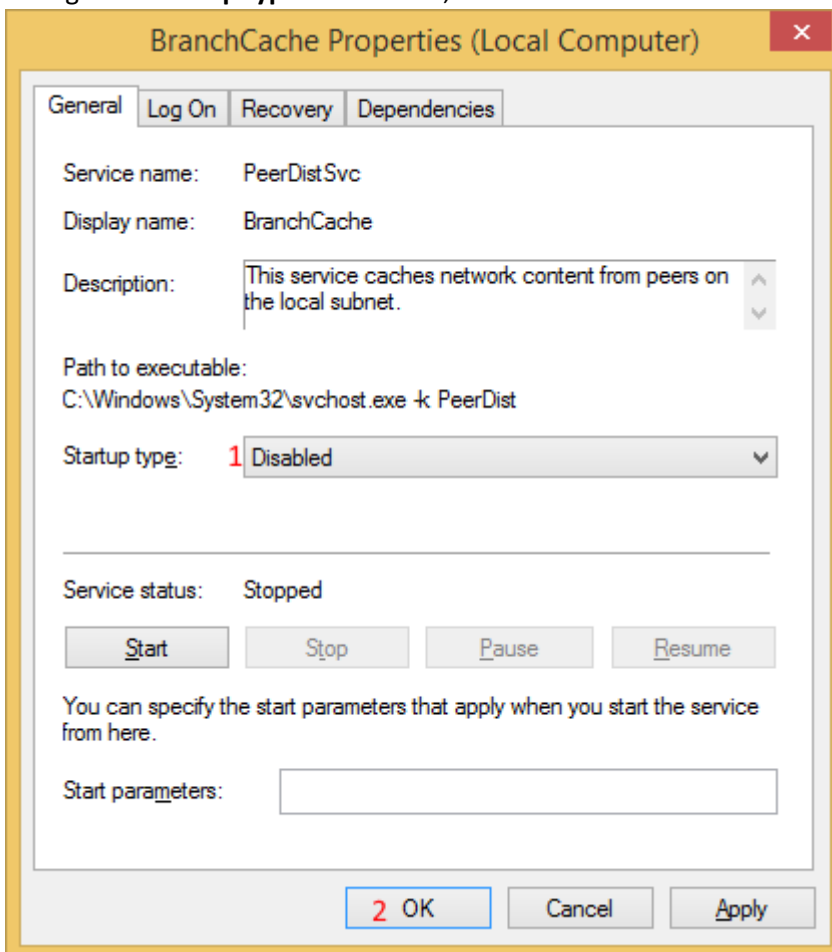 BranchCache Properties (Local Computer)
General Log On Recovery Dependencies
Service name: PeerDistSvc
Display name: BranchCache
Description: This service caches network content from peers on
the local subnet.
Path to executable:
C:\Windows\System32\svchost.exe -k PeerDist
Startup type: 1 Disabled
Service status: Stopped
Start Stop Pause Resume
You can specify the start parameters that apply when you start the service
from here.
Start parameters:
2 OK Cancel Apply